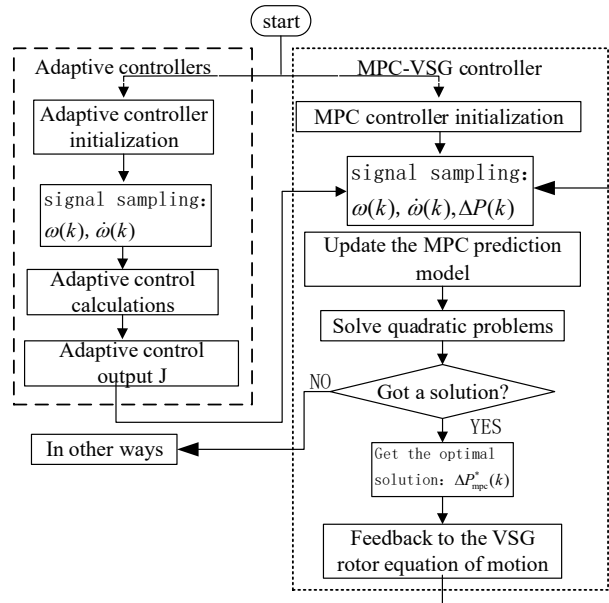 start
Adaptive controllers
Adaptive controller
initialization
signal sampling：
ω(k), ω̇(k)
Adaptive control
calculations
Adaptive control
output J
In other ways
MPC-VSG controller
MPC controller initialization
signal sampling：
ω(k), ω̇(k),ΔP(k)
Update the MPC prediction
model
Solve quadratic problems
Got a solution?
NO
YES
Get the optimal
solution: ΔP*mpc(k)
Feedback to the VSG
rotor equation of motion